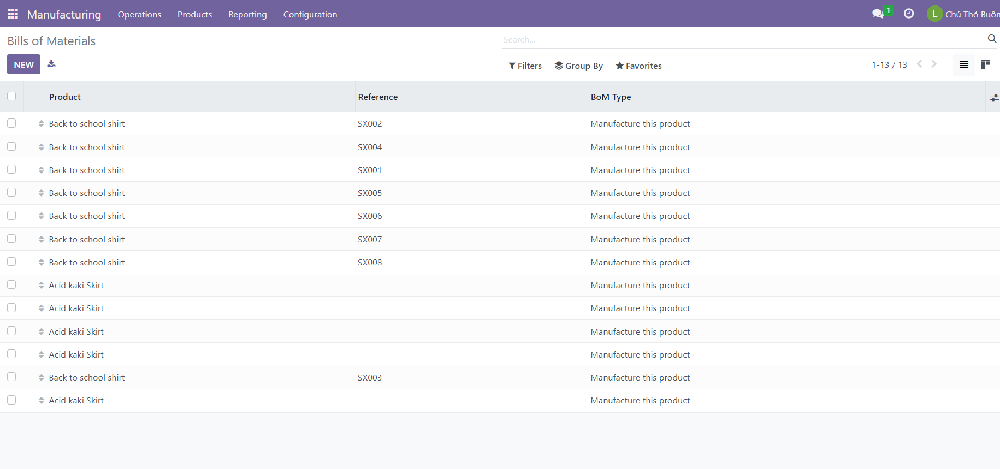 Manufacturing Operations Products Reporting Configuration 1 L Chú Thỏ Buồn
Bills of Materials Search...
NEW Filters Group By Favorites 1-13 / 13
Product Reference BoM Type
Back to school shirt SX002 Manufacture this product
Back to school shirt SX004 Manufacture this product
Back to school shirt SX001 Manufacture this product
Back to school shirt SX005 Manufacture this product
Back to school shirt SX006 Manufacture this product
Back to school shirt SX007 Manufacture this product
Back to school shirt SX008 Manufacture this product
Acid kaki Skirt Manufacture this product
Acid kaki Skirt Manufacture this product
Acid kaki Skirt Manufacture this product
Acid kaki Skirt Manufacture this product
Back to school shirt SX003 Manufacture this product
Acid kaki Skirt Manufacture this product